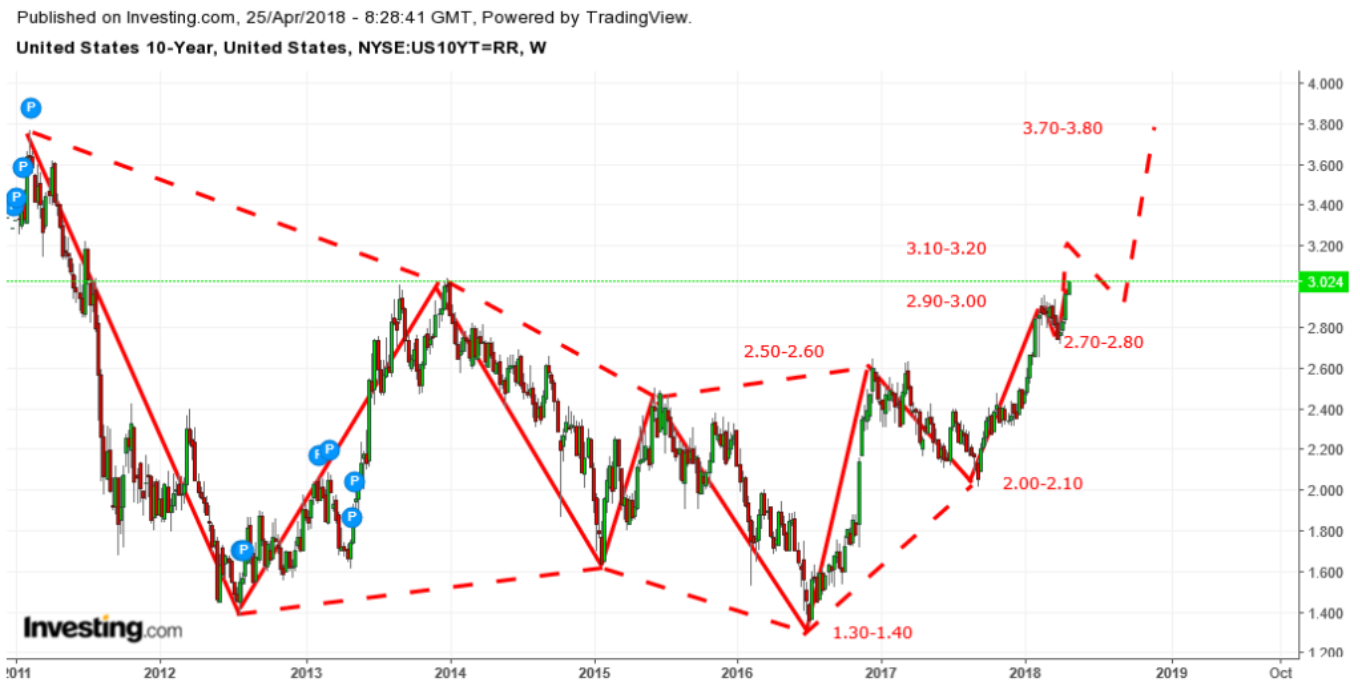 Published on Investing.com, 25/Apr/2018 - 8:28:41 GMT, Powered by TradingView.
United States 10-Year, United States, NYSE:US10YT=RR, W
4.000
P
3.70-3.80
3.800
P
3.600
P
3.400
3.10-3.20
3.200
3.024
2.90-3.00
2.800
2.70-2.80
2.50-2.60
2.600
2.400
P
P
2.200
P
2.00-2.10
2.000
P
1.800
P
1.600
1.400
Investing.com
1.30-1.40
1.200
2011 2012 2013 2014 2015 2016 2017 2018 2019 Oct